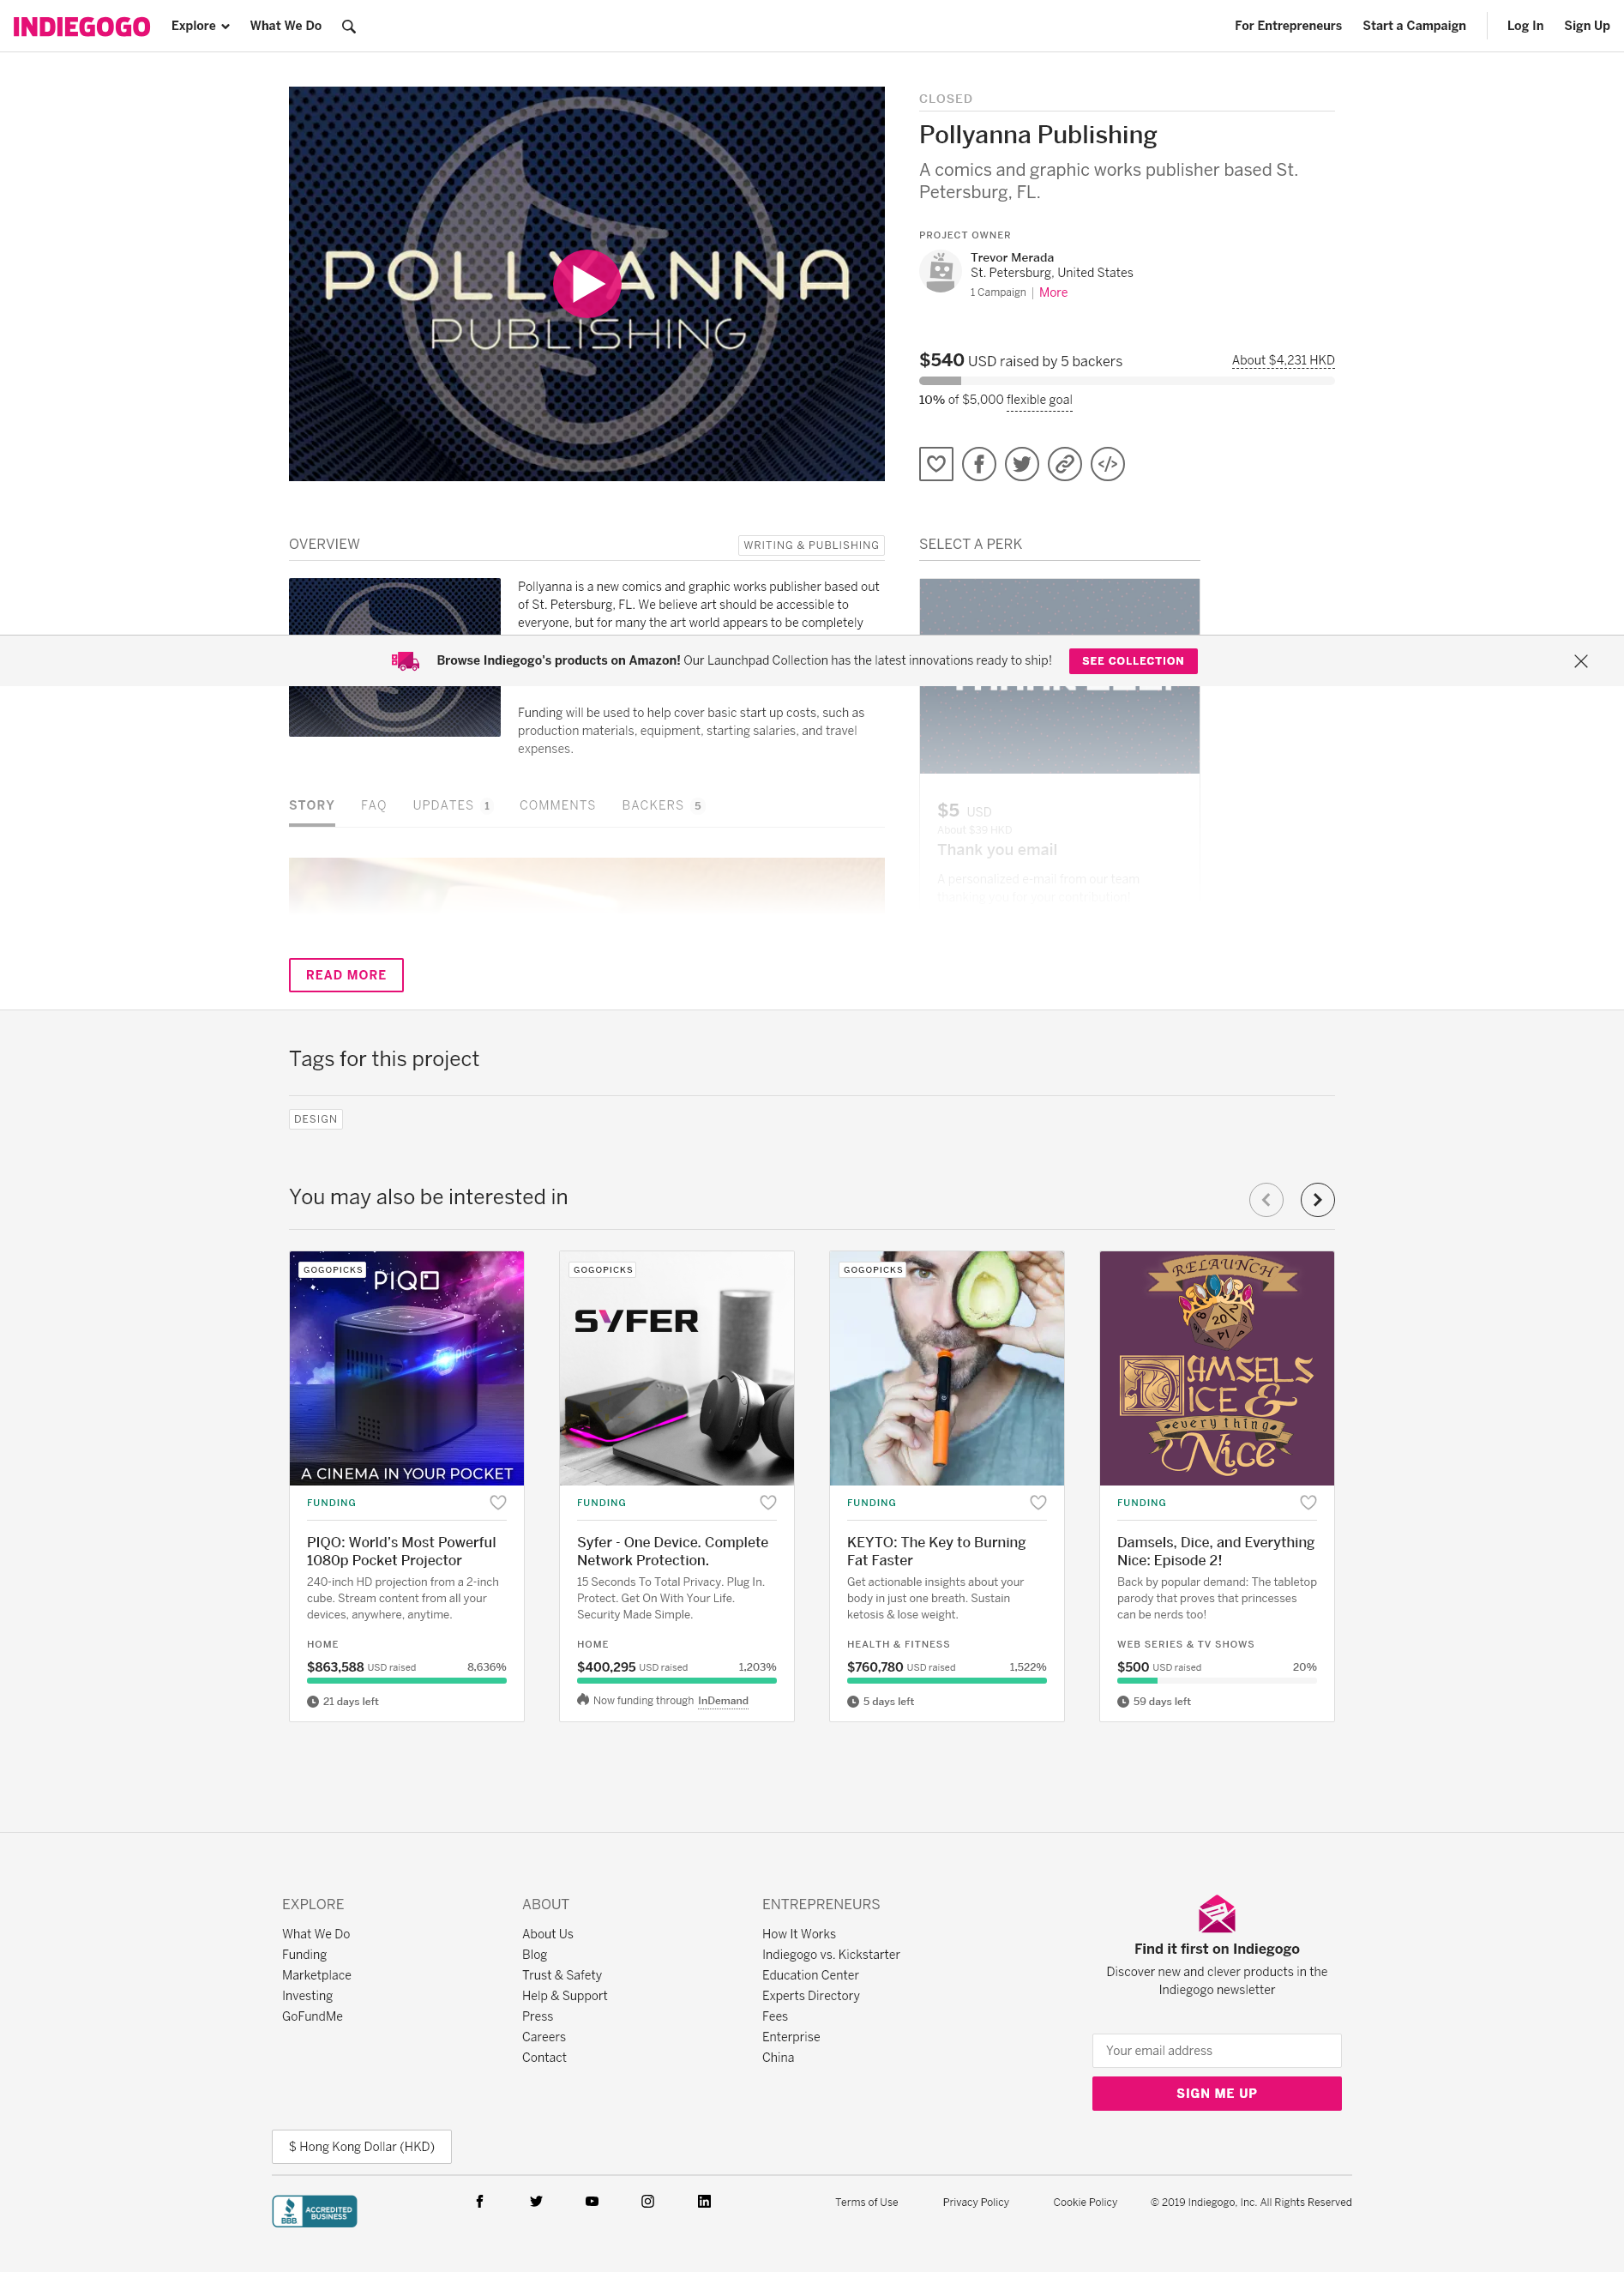 INDIEGOGO
Explore
What We Do
For Entrepreneurs
Start a Campaign
Log In
Sign Up
POLLYANNA
PUBLISHING
CLOSED
Pollyanna Publishing
A comics and graphic works publisher based St.
Petersburg, FL.
PROJECT OWNER
Trevor Merada
St. Petersburg, United States
1 Campaign | More
$540 USD raised by 5 backers
About $4,231 HKD
10% of $5,000 flexible goal
OVERVIEW
WRITING & PUBLISHING
Pollyanna is a new comics and graphic works publisher based out
of St. Petersburg, FL. We believe art should be accessible to
everyone, but for many the art world appears to be completely
SELECT A PERK
Browse Indiegogo's products on Amazon! Our Launchpad Collection has the latest innovations ready to ship!
SEE COLLECTION
Funding will be used to help cover basic start up costs, such as
production materials, equipment, starting salaries, and travel
expenses.
STORY
FAQ
UPDATES 1
COMMENTS
BACKERS 5
$5 USD
About $39 HKD
Thank you email
A personalized e-mail from our team
READ MORE
Tags for this project
DESIGN
You may also be interested in
GOGOPICKS
PIQO
A CINEMA IN YOUR POCKET
FUNDING
PIQO: World's Most Powerful
1080p Pocket Projector
240-inch HD projection from a 2-inch
cube. Stream content from all your
devices, anywhere, anytime.
HOME
$863,588 USD raised 8,636%
21 days left
GOGOPICKS
SYFER
FUNDING
Syfer - One Device. Complete
Network Protection.
15 Seconds To Total Privacy. Plug In.
Protect. Get On With Your Life.
Security Made Simple.
HOME
$400,295 USD raised 1,203%
Now funding through InDemand
GOGOPICKS
FUNDING
KEYTO: The Key to Burning
Fat Faster
Get actionable insights about your
body in just one breath. Sustain
ketosis & lose weight.
HEALTH & FITNESS
$760,780 USD raised 1,522%
5 days left
RELAUNCH
20
DAMSELS
DICE &
everything
Nice
FUNDING
Damsels, Dice, and Everything
Nice: Episode 2!
Back by popular demand: The tabletop
parody that proves that princesses
can be nerds too!
WEB SERIES & TV SHOWS
$500 USD raised 20%
59 days left
EXPLORE
What We Do
Funding
Marketplace
Investing
GoFundMe
ABOUT
About Us
Blog
Trust & Safety
Help & Support
Press
Careers
Contact
ENTREPRENEURS
How It Works
Indiegogo vs. Kickstarter
Education Center
Experts Directory
Fees
Enterprise
China
Find it first on Indiegogo
Discover new and clever products in the
Indiegogo newsletter
Your email address
SIGN ME UP
$ Hong Kong Dollar (HKD)
BBB
ACCREDITED
BUSINESS
Terms of Use
Privacy Policy
Cookie Policy
© 2019 Indiegogo, Inc. All Rights Reserved